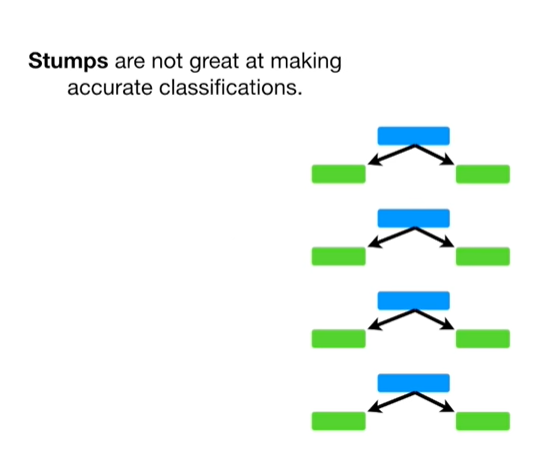 Stumps are not great at making
accurate classifications.